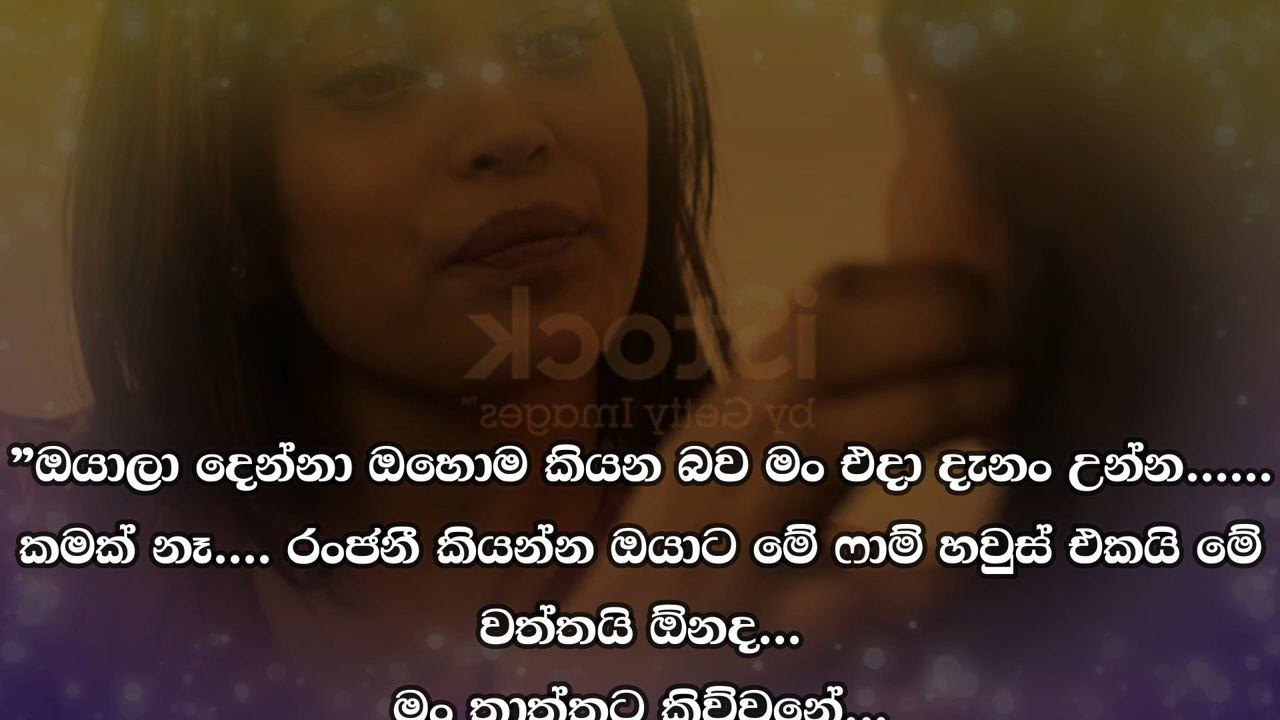 iStock
by Getty Images™
”ඔයාලා දෙන්නා ඔහොම කියන බව මං එදා දැනං උන්න......
කමක් නෑ.... රංජනී කියන්න ඔයාට මේ ෆාම් හවුස් එකයි මේ
වත්තයි ඕනද...
මං තාත්තට කිව්වනේ...